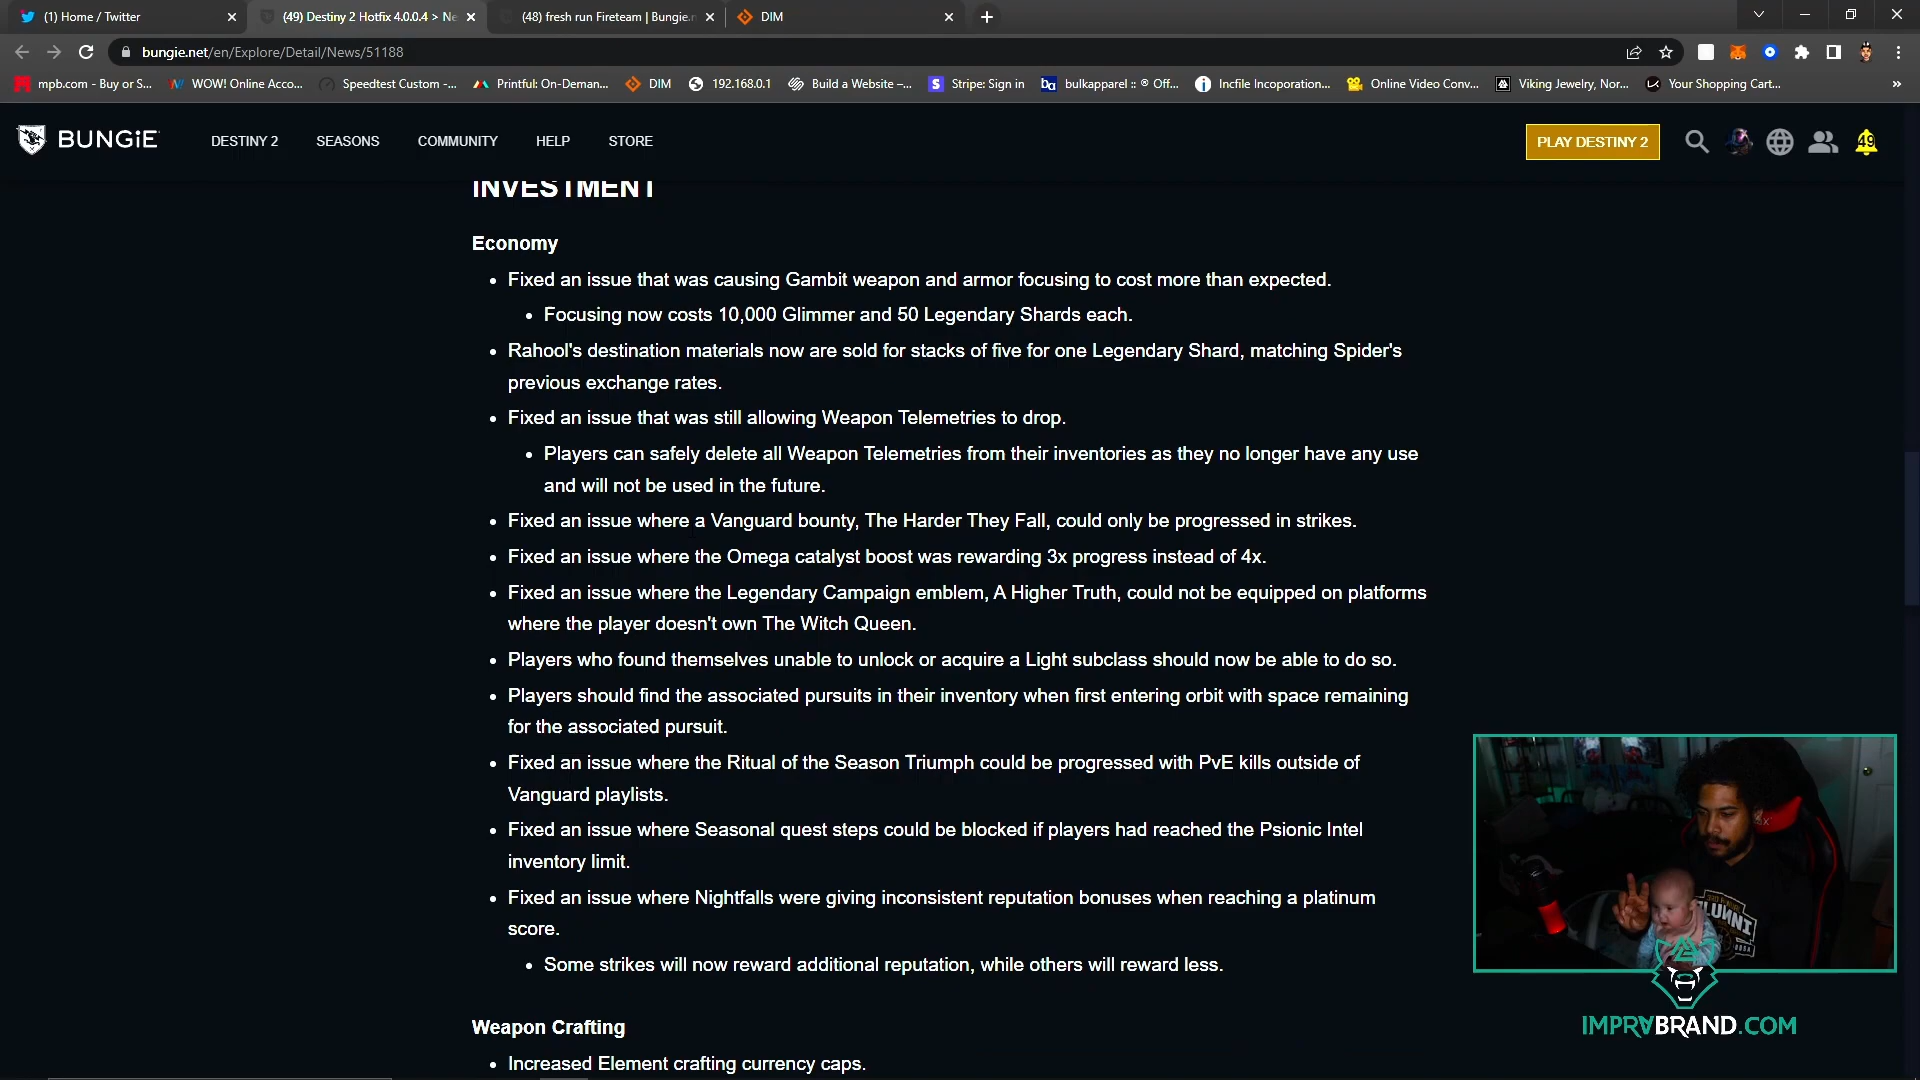 (1) Home / Twitter
(49) Destiny 2 Hotfix 4.0.0.4 > Ne
(48) fresh run Fireteam | Bungie.n
DIM
bungie.net/en/Explore/Detail/News/51188
mpb.com - Buy or S...
WOW! Online Acco...
Speedtest Custom -...
Printful: On-Deman...
DIM
192.168.0.1
Build a Website –...
Stripe: Sign in
bulkapparel :: ® Off...
Incfile Incoporation...
Online Video Conv...
Viking Jewelry, Nor...
Your Shopping Cart...
»
BUNGiE
DESTINY 2
SEASONS
COMMUNITY
HELP
STORE
PLAY DESTINY 2
49
INVESTMENT
Economy
• Fixed an issue that was causing Gambit weapon and armor focusing to cost more than expected.
• Focusing now costs 10,000 Glimmer and 50 Legendary Shards each.
• Rahool's destination materials now are sold for stacks of five for one Legendary Shard, matching Spider's
previous exchange rates.
• Fixed an issue that was still allowing Weapon Telemetries to drop.
• Players can safely delete all Weapon Telemetries from their inventories as they no longer have any use
and will not be used in the future.
• Fixed an issue where a Vanguard bounty, The Harder They Fall, could only be progressed in strikes.
• Fixed an issue where the Omega catalyst boost was rewarding 3x progress instead of 4x.
• Fixed an issue where the Legendary Campaign emblem, A Higher Truth, could not be equipped on platforms
where the player doesn't own The Witch Queen.
• Players who found themselves unable to unlock or acquire a Light subclass should now be able to do so.
• Players should find the associated pursuits in their inventory when first entering orbit with space remaining
for the associated pursuit.
• Fixed an issue where the Ritual of the Season Triumph could be progressed with PvE kills outside of
Vanguard playlists.
• Fixed an issue where Seasonal quest steps could be blocked if players had reached the Psionic Intel
inventory limit.
• Fixed an issue where Nightfalls were giving inconsistent reputation bonuses when reaching a platinum
score.
• Some strikes will now reward additional reputation, while others will reward less.
Weapon Crafting
• Increased Element crafting currency caps.
IMPRABRAND.COM